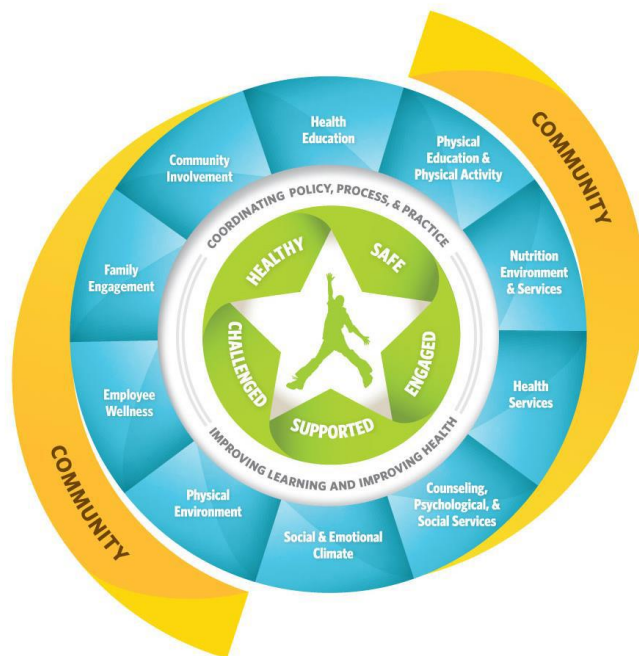 COMMUNITY
Health
Education
Physical
Education &
Physical Activity
Nutrition
Environment
& Services
Health
Services
Counseling,
Psychological, &
Social Services
Social & Emotional
Climate
Physical
Environment
Employee
Wellness
Family
Engagement
Community
Involvement
COORDINATING POLICY, PROCESS, & PRACTICE
IMPROVING LEARNING AND IMPROVING HEALTH
HEALTHY
SAFE
ENGAGED
SUPPORTED
CHALLENGED
COMMUNITY